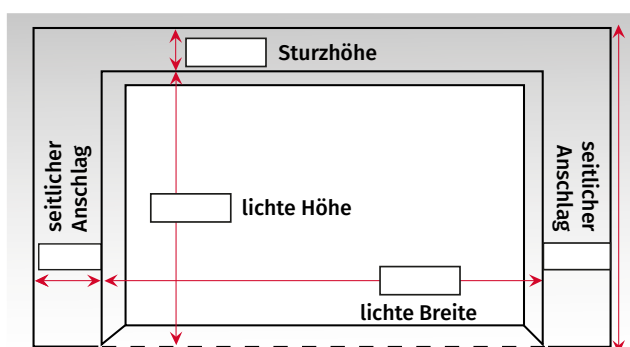 Sturzhöhe
seitlicher
Anschlag
lichte Höhe
seitlicher
Anschlag
lichte Breite